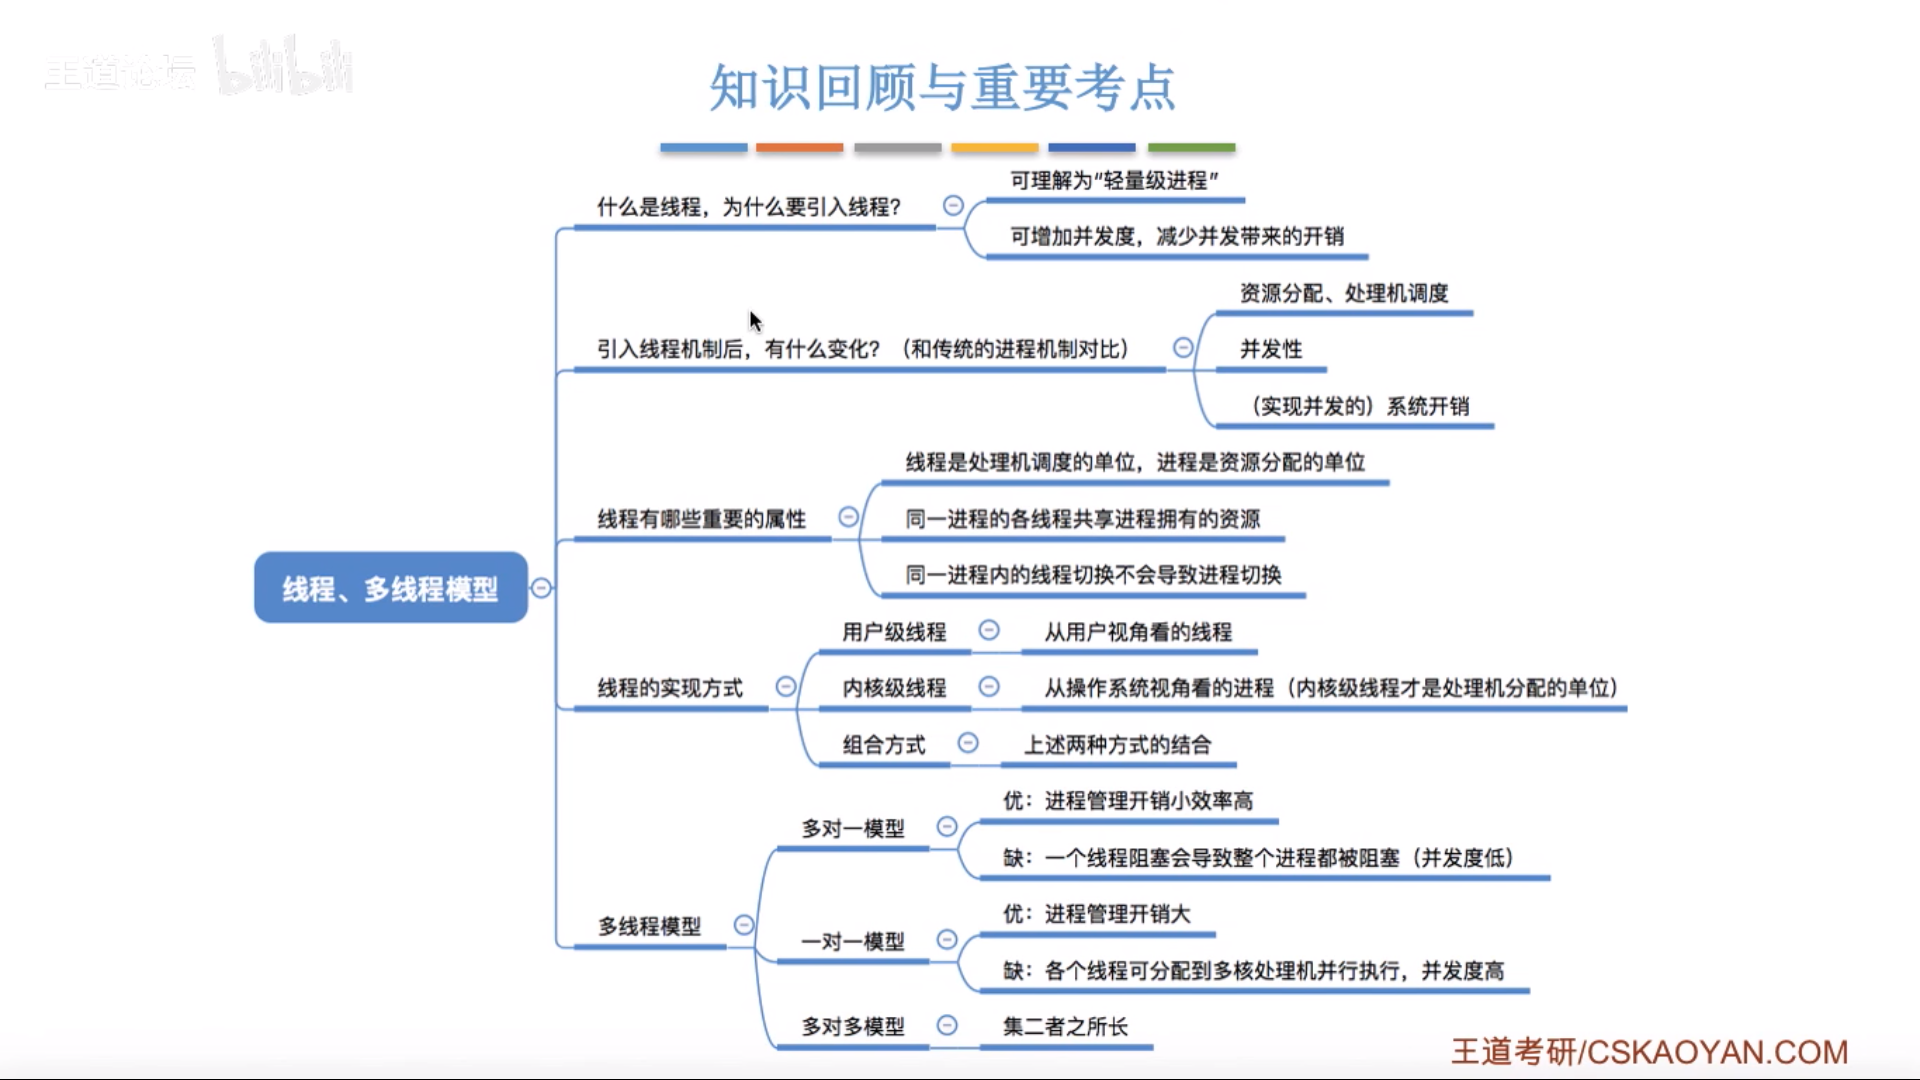 王道论坛 bilibili
知识回顾与重要考点
什么是线程，为什么要引入线程？
可理解为“轻量级进程”
可增加并发度，减少并发带来的开销
引入线程机制后，有什么变化？（和传统的进程机制对比）
资源分配、处理机调度
并发性
（实现并发的）系统开销
线程有哪些重要的属性
线程是处理机调度的单位，进程是资源分配的单位
同一进程的各线程共享进程拥有的资源
同一进程内的线程切换不会导致进程切换
线程、多线程模型
线程的实现方式
用户级线程
从用户视角看的线程
内核级线程
从操作系统视角看的进程（内核级线程才是处理机分配的单位）
组合方式
上述两种方式的结合
多线程模型
多对一模型
优：进程管理开销小效率高
缺：一个线程阻塞会导致整个进程都被阻塞（并发度低）
一对一模型
优：进程管理开销大
缺：各个线程可分配到多核处理机并行执行，并发度高
多对多模型
集二者之所长
王道考研/CSKAOYAN.COM